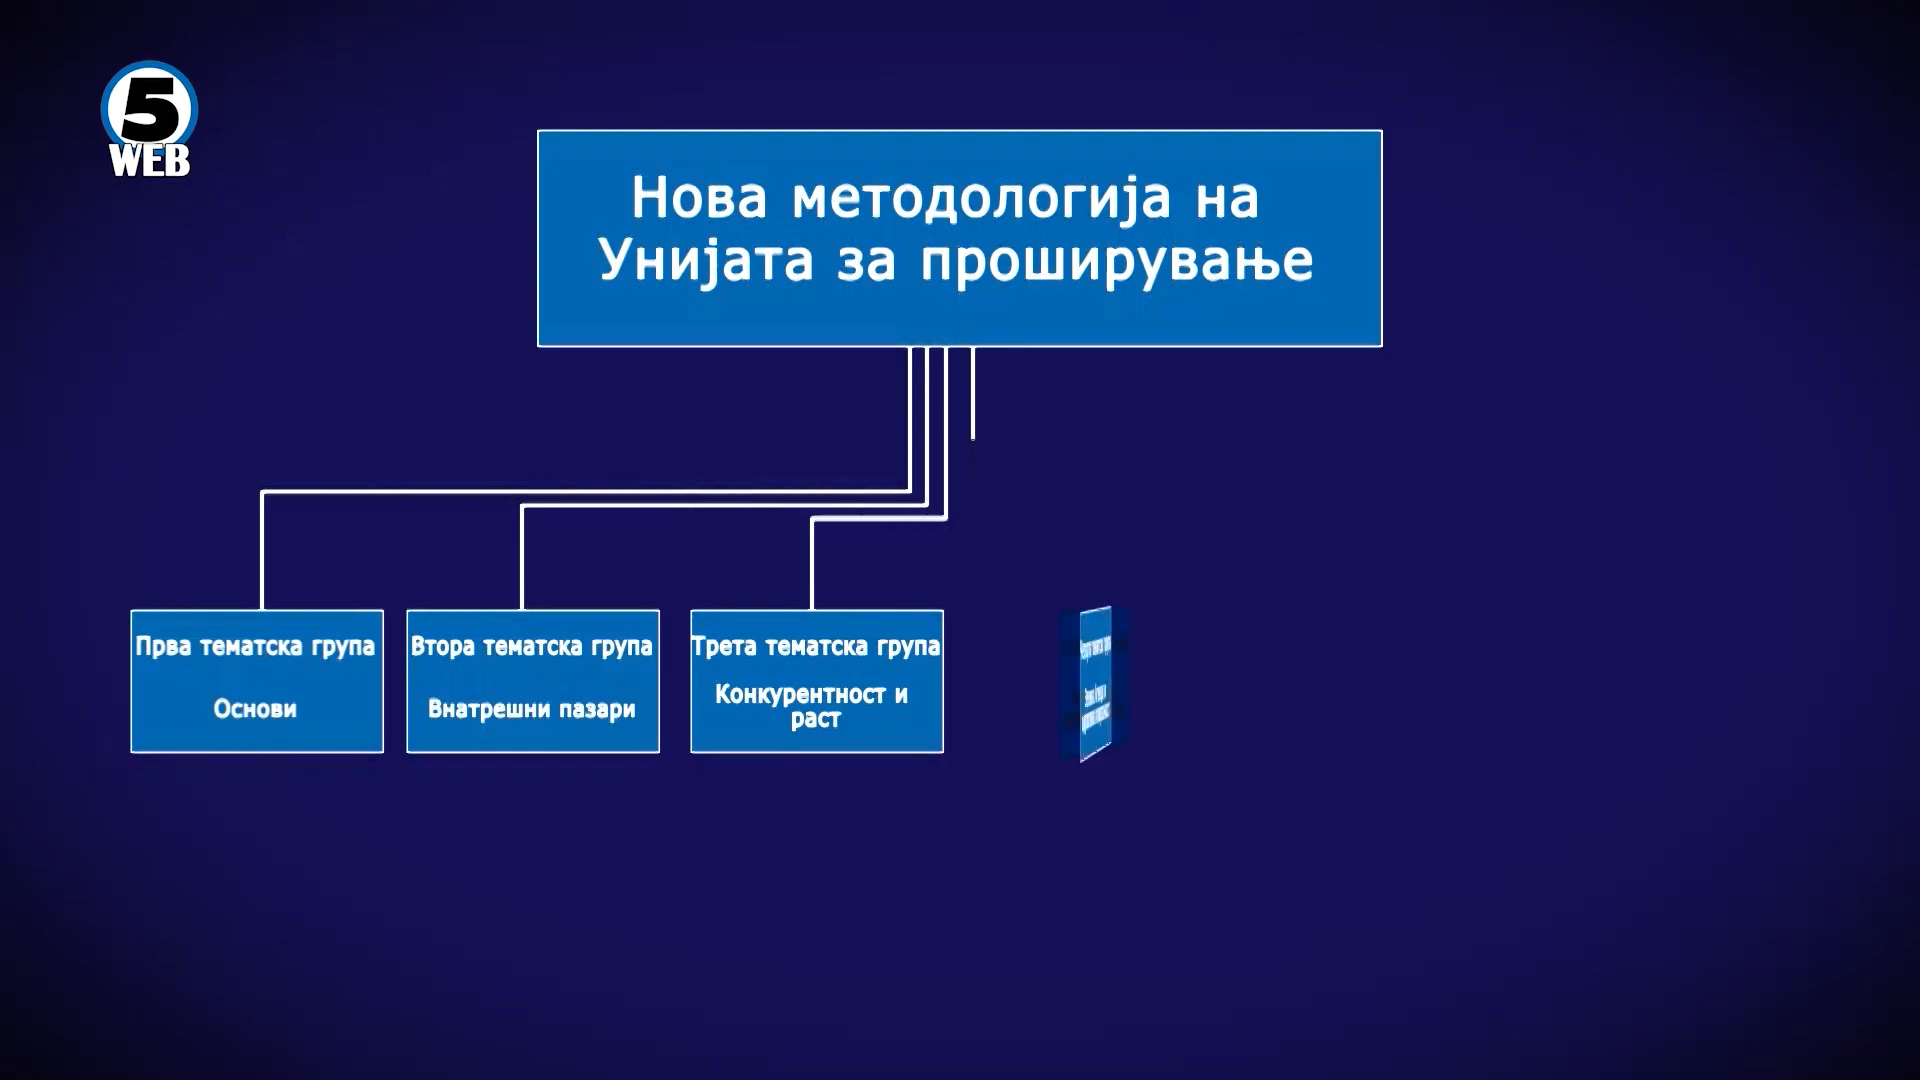 5
WEB
Нова методологија на
Унијата за проширување
Прва тематска група
Основи
Втора тематска група
Внатрешни пазари
Трета тематска група
Конкурентност и
раст